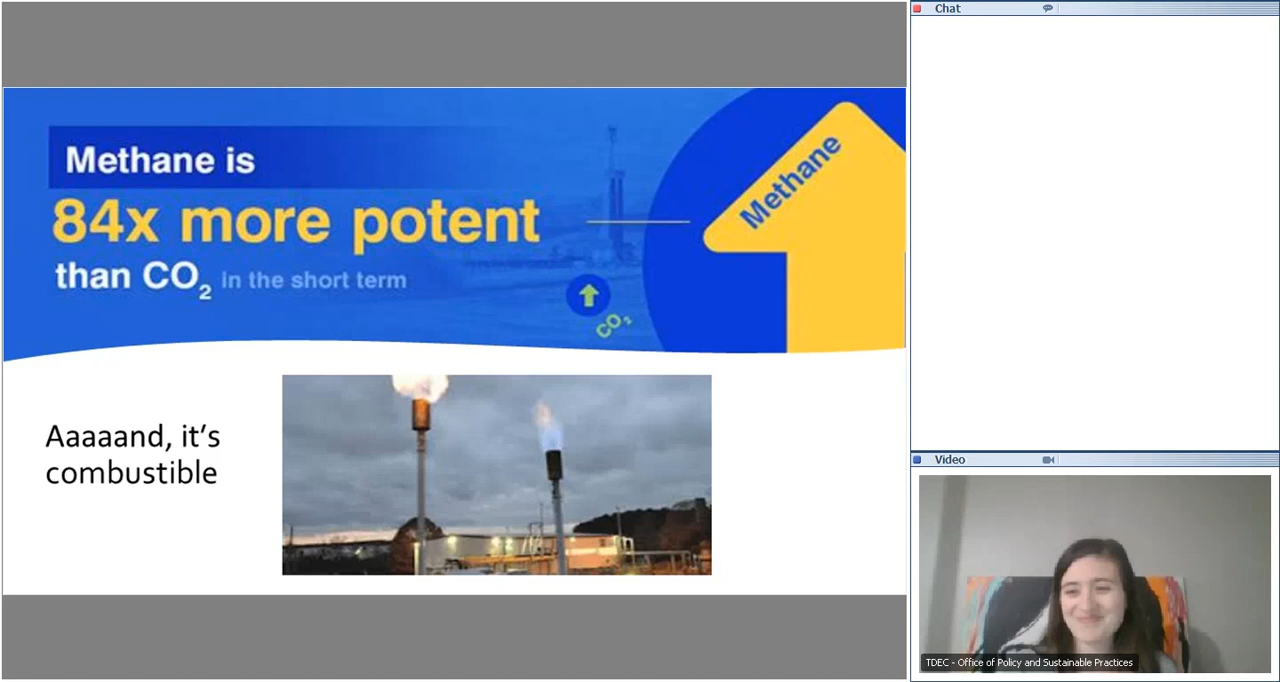 Methane is
84x more potent
than CO₂ in the short term
Methane
CO₂
Aaaaand, it’s
combustible
Chat
Video
TDEC - Office of Policy and Sustainable Practices